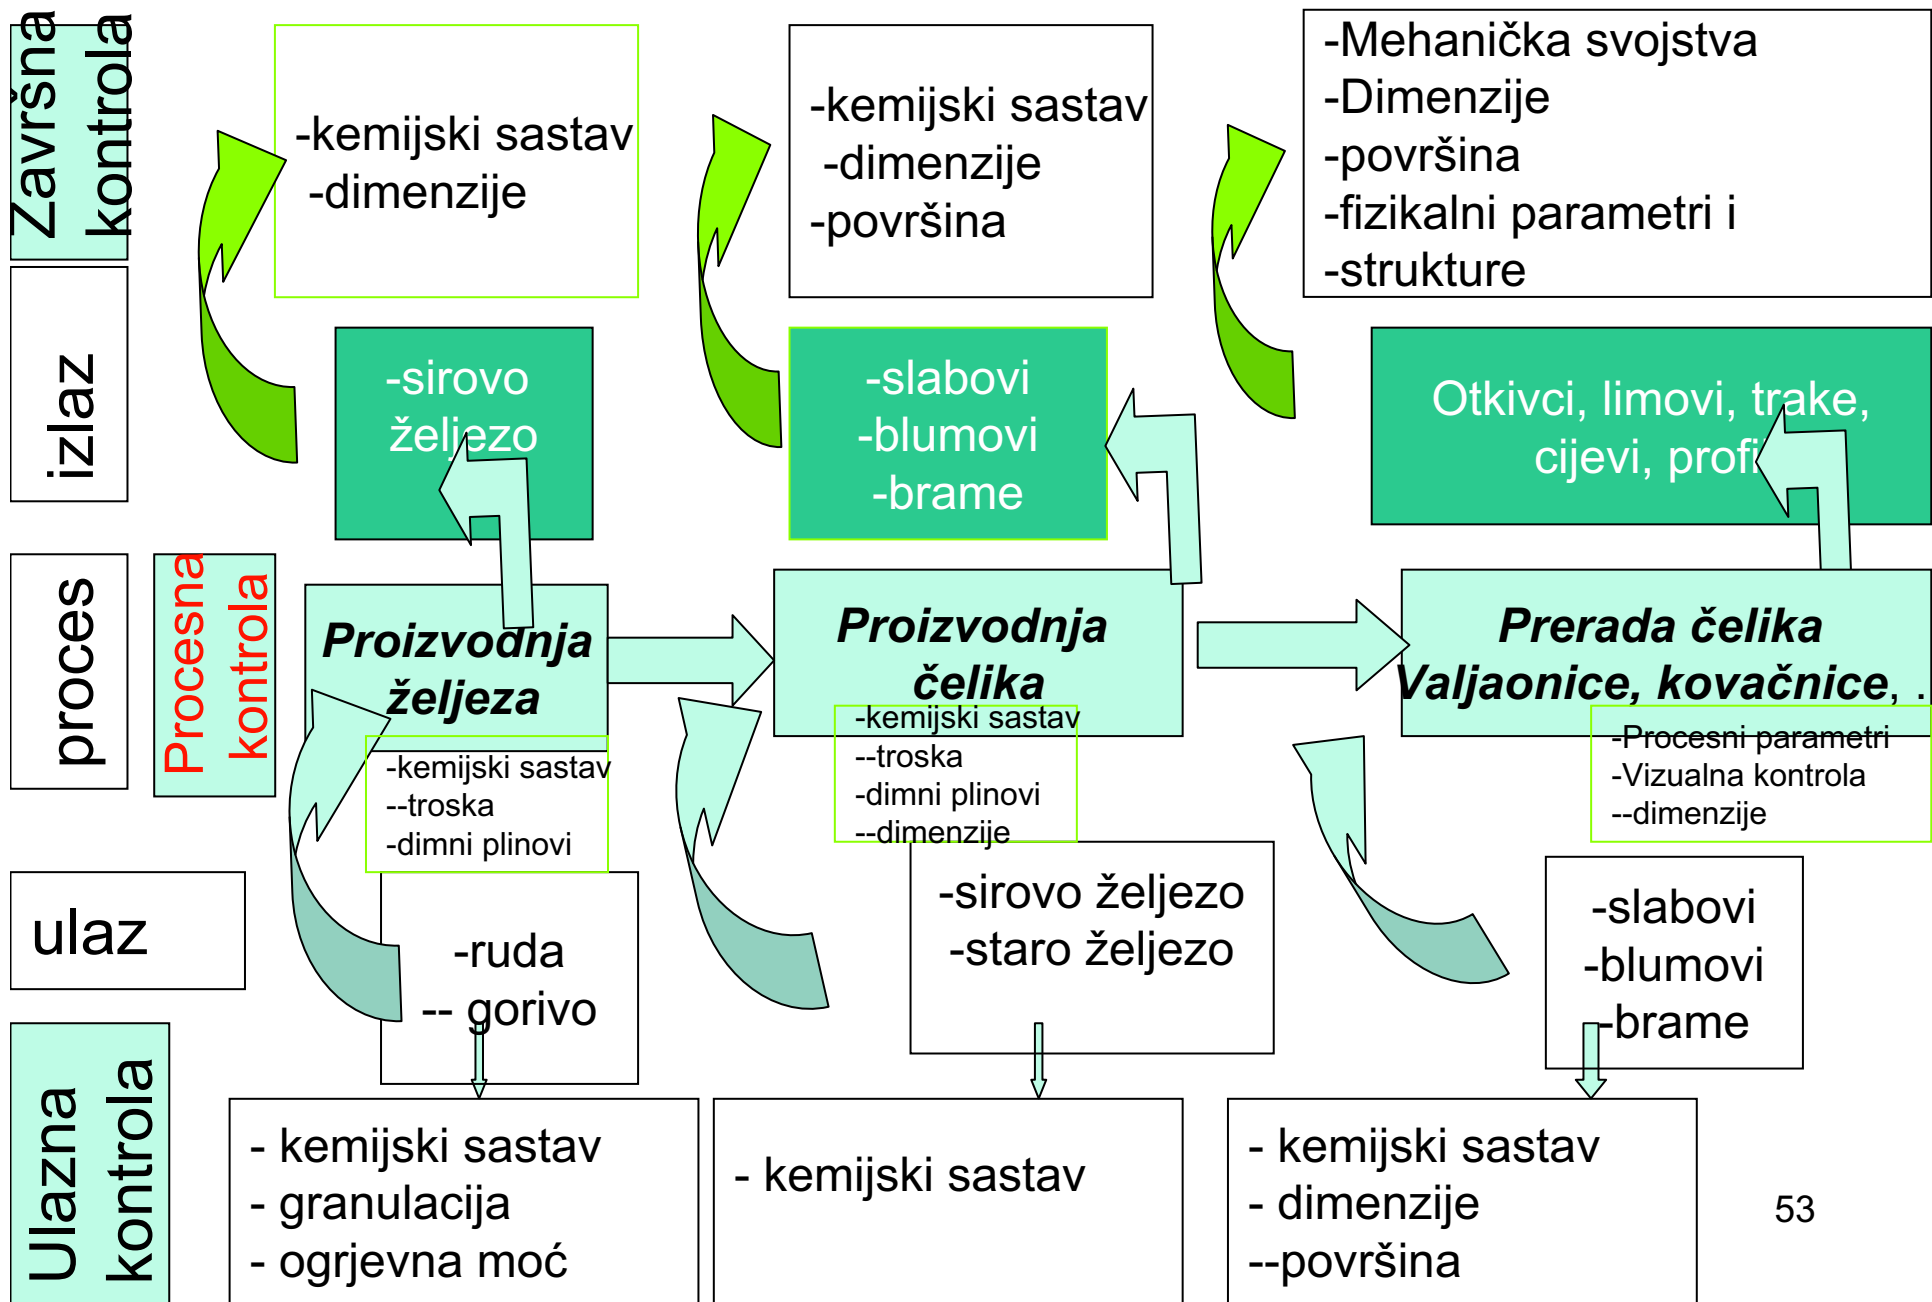 Završna
kontrola
-kemijski sastav
-dimenzije
-kemijski sastav
-dimenzije
-površina
-Mehanička svojstva
-Dimenzije
-površina
-fizikalni parametri i
-strukture
izlaz
-sirovo
željezo
-slabovi
-blumovi
-brame
Otkivci, limovi, trake,
cijevi,
proces
Procesna
kontrola
Proizvodnja
željeza
-kemijski sastav
--troska
-dimni plinovi
Proizvodnja
čelika
-kemijski sastav
--troska
-dimni plinovi
--dimenzije
Prerada čelika
Valjaonice, kovačnice, .
-Procesni parametri
-Vizualna kontrola
--dimenzije
ulaz
-ruda
-- gorivo
-sirovo željezo
-staro željezo
-slabovi
-blumovi
-brame
Ulazna
kontrola
- kemijski sastav
- granulacija
- ogrjevna moć
- kemijski sastav
- kemijski sastav
- dimenzije
--površina
53